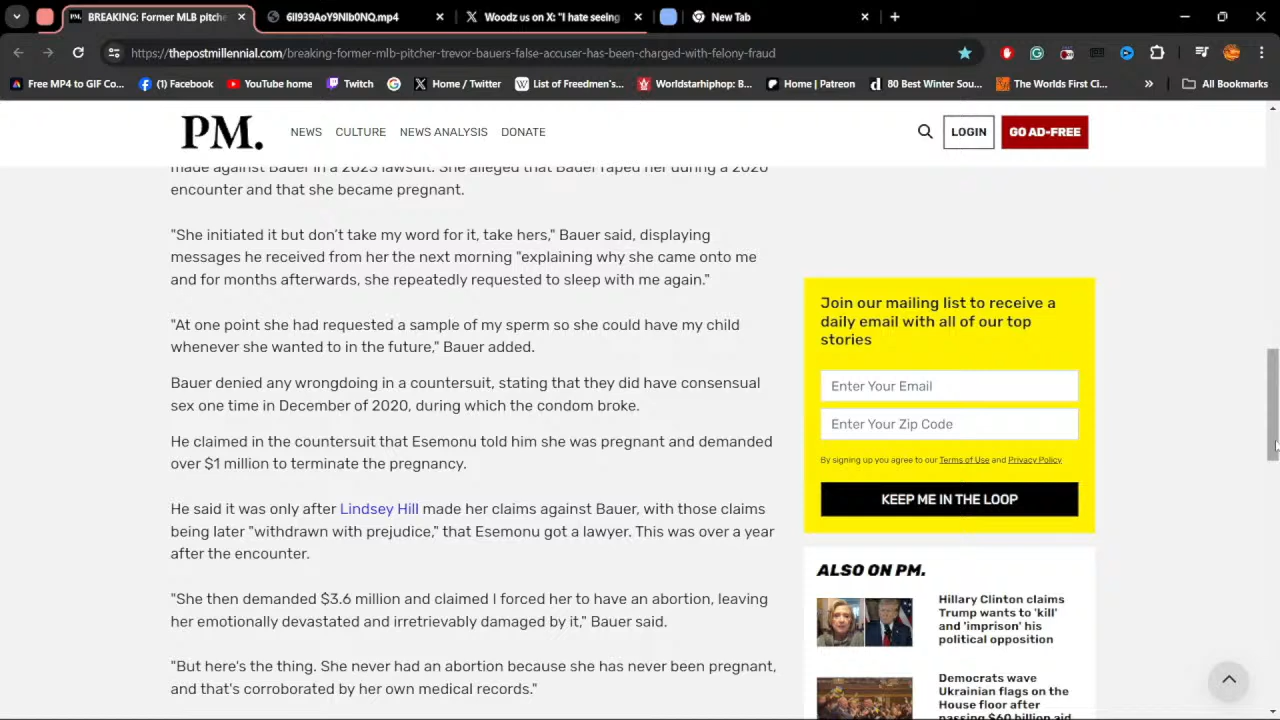 BREAKING: Former MLB pitche
6II939AoY9NIb0NQ.mp4
Woodz us on X: "I hate seeing
New Tab
https://thepostmillennial.com/breaking-former-mlb-pitcher-trevor-bauers-false-accuser-has-been-charged-with-felony-fraud
Free MP4 to GIF Co...
(1) Facebook
YouTube home
Twitch
Home / Twitter
List of Freedmen's...
Worldstarhiphop: B...
Home | Patreon
80 Best Winter Sou...
The Worlds First Cl...
All Bookmarks
PM.
NEWS
CULTURE
NEWS ANALYSIS
DONATE
LOGIN
GO AD-FREE
made against Bauer in a 2023 lawsuit. She alleged that Bauer raped her during a 2020
encounter and that she became pregnant.
"She initiated it but don't take my word for it, take hers," Bauer said, displaying
messages he received from her the next morning "explaining why she came onto me
and for months afterwards, she repeatedly requested to sleep with me again."
"At one point she had requested a sample of my sperm so she could have my child
whenever she wanted to in the future," Bauer added.
Bauer denied any wrongdoing in a countersuit, stating that they did have consensual
sex one time in December of 2020, during which the condom broke.
He claimed in the countersuit that Esemonu told him she was pregnant and demanded
over $1 million to terminate the pregnancy.
He said it was only after Lindsey Hill made her claims against Bauer, with those claims
being later "withdrawn with prejudice," that Esemonu got a lawyer. This was over a year
after the encounter.
"She then demanded $3.6 million and claimed I forced her to have an abortion, leaving
her emotionally devastated and irretrievably damaged by it," Bauer said.
"But here's the thing. She never had an abortion because she has never been pregnant,
and that's corroborated by her own medical records."
Join our mailing list to receive a
daily email with all of our top
stories
Enter Your Email
Enter Your Zip Code
By signing up you agree to our Terms of Use and Privacy Policy
KEEP ME IN THE LOOP
ALSO ON PM.
Hillary Clinton claims
Trump wants to 'kill'
and 'imprison' his
political opposition
Democrats wave
Ukrainian flags on the
House floor after
passing $60 billion aid